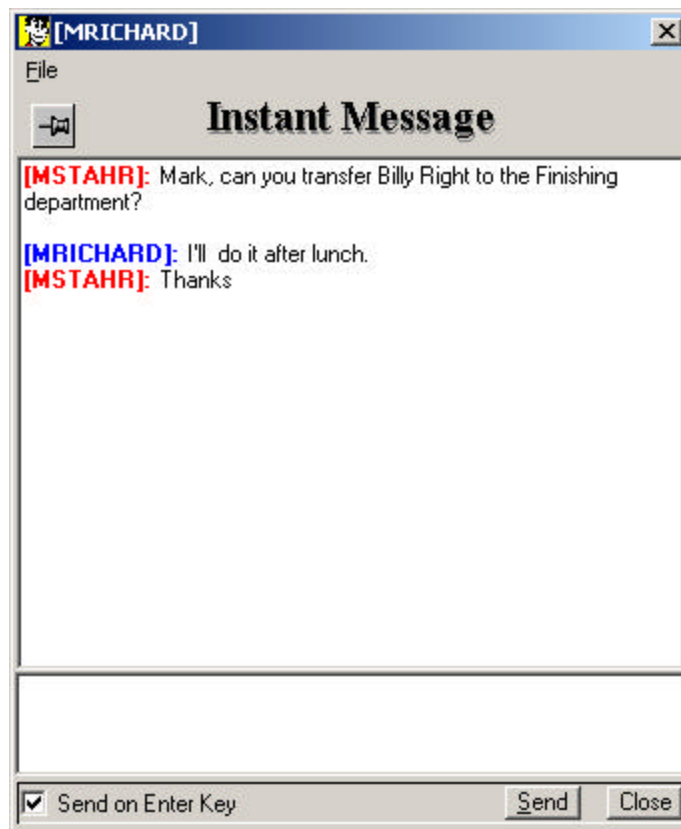 [MRICHARD]
File
Instant Message
[MSTAHR]: Mark, can you transfer Billy Right to the Finishing
department?
[MRICHARD]: I'll  do it after lunch.
[MSTAHR]: Thanks
Send on Enter Key
Send
Close